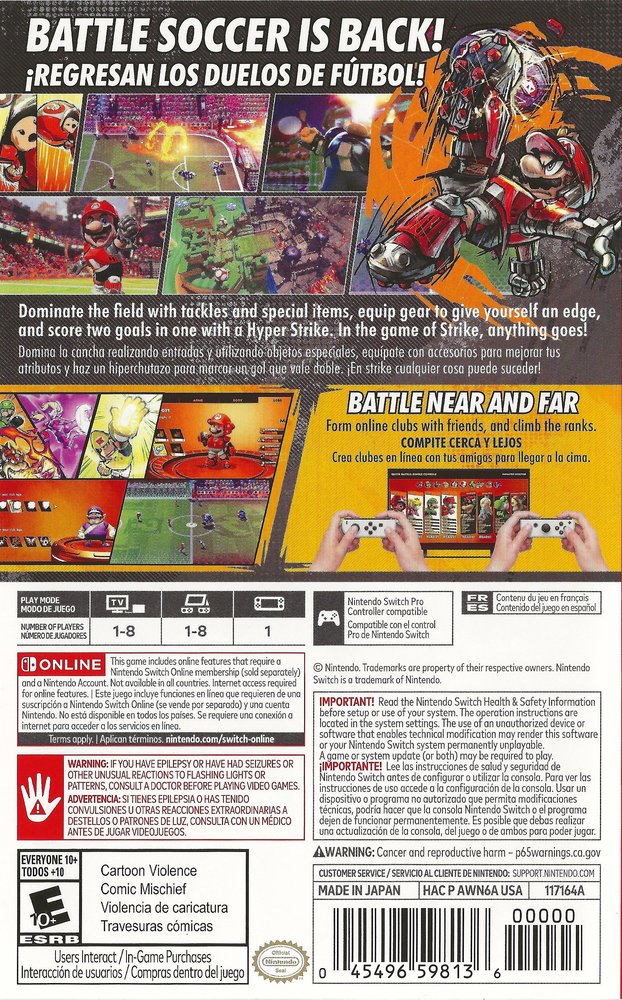 BATTLE SOCCER IS BACK!
¡REGRESAN LOS DUELOS DE FÚTBOL!
Dominate the field with tackles and special items, equip gear to give yourself an edge,
and score two goals in one with a Hyper Strike. In the game of Strike, anything goes!
Domina la cancha realizando entradas y utilizando objetos especiales, equípate con accesorios para mejorar tus
atributos y haz un hiperchutazo para marcar un gol que vale doble. ¡En strike cualquier cosa puede suceder!
BATTLE NEAR AND FAR
Form online clubs with friends, and climb the ranks.
COMPITE CERCA Y LEJOS
Crea clubes en línea con tus amigos para llegar a la cima.
PLAY MODE
MODO DE JUEGO
TV
NUMBER OF PLAYERS
NÚMERO DE JUGADORES
1-8
1-8
1
Nintendo Switch Pro
Controller compatible
Compatible con el control
Pro de Nintendo Switch
FR Contenu du jeu en français
ES Contenido del juego en español
ONLINE
This game includes online features that require a
Nintendo Switch Online membership (sold separately)
and a Nintendo Account. Not available in all countries. Internet access required
for online features. | Este juego incluye funciones en línea que requieren de una
suscripción a Nintendo Switch Online (se vende por separado) y una cuenta
Nintendo. No está disponible en todos los países. Se requiere una conexión a
internet para acceder a los servicios en línea.
Terms apply. | Aplican términos. nintendo.com/switch-online
© Nintendo. Trademarks are property of their respective owners. Nintendo
Switch is a trademark of Nintendo.
WARNING: IF YOU HAVE EPILEPSY OR HAVE HAD SEIZURES OR
OTHER UNUSUAL REACTIONS TO FLASHING LIGHTS OR
PATTERNS, CONSULT A DOCTOR BEFORE PLAYING VIDEO GAMES.
ADVERTENCIA: SI TIENES EPILEPSIA O HAS TENIDO
CONVULSIONES U OTRAS REACCIONES EXTRAORDINARIAS A
DESTELLOS O PATRONES DE LUZ, CONSULTA CON UN MÉDICO
ANTES DE JUGAR VIDEOJUEGOS.
IMPORTANT! Read the Nintendo Switch Health & Safety Information
before setup or use of your system. The operation instructions are
located in the system settings. The use of an unauthorized device or
software that enables technical modification may render this software
or your Nintendo Switch system permanently unplayable.
A game or system update (or both) may be required to play.
¡IMPORTANTE! Lee las instrucciones de salud y seguridad de
Nintendo Switch antes de configurar o utilizar la consola. Para ver las
instrucciones de uso accede a la configuración de la consola. Usar un
dispositivo o programa no autorizado que permita modificaciones
técnicas, podría hacer que la consola Nintendo Switch o el programa
dejen de funcionar permanentemente. Es posible que debas realizar
una actualización de la consola, del juego o de ambos para poder jugar.
WARNING: Cancer and reproductive harm – p65warnings.ca.gov
EVERYONE 10+
TODOS +10
E
10+
ESRB
Cartoon Violence
Comic Mischief
Violencia de caricatura
Travesuras cómicas
Users Interact / In-Game Purchases
Interacción de usuarios / Compras dentro del juego
Official
Nintendo
Seal
CUSTOMER SERVICE / SERVICIO AL CLIENTE DE NINTENDO: SUPPORT.NINTENDO.COM
MADE IN JAPAN
HAC P AWN6A USA
117164A
00000
0 45496 59813 6